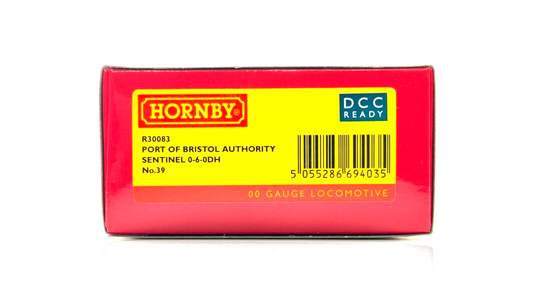 HORNBY®
DCC
READY
R30083
PORT OF BRISTOL AUTHORITY
SENTINEL 0-6-0DH
No.39
5 055286 694035
00 GAUGE LOCOMOTIVE